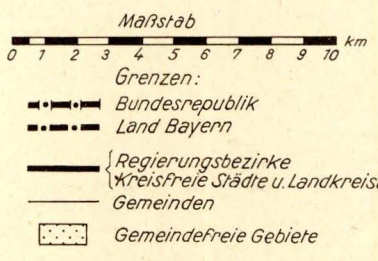 Maßstab
0 1 2 3 4 5 6 7 8 9 10 km
Grenzen:
Bundesrepublik
Land Bayern
Regierungsbezirke
Kreisfreie Städte u. Landkreis
Gemeinden
Gemeindefreie Gebiete